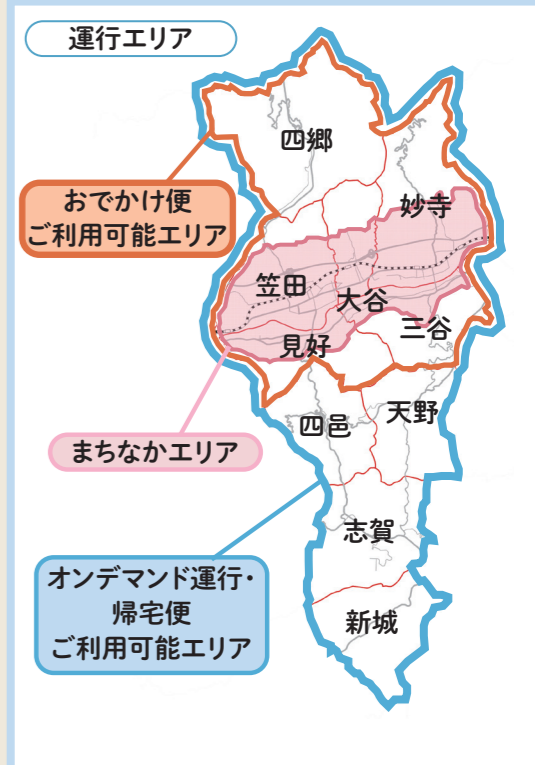 運行エリア
四郷
おでかけ便
ご利用可能エリア
妙寺
笠田
大谷
三谷
見好
四邑
天野
まちなかエリア
志賀
オンデマンド運行・
帰宅便
ご利用可能エリア
新城